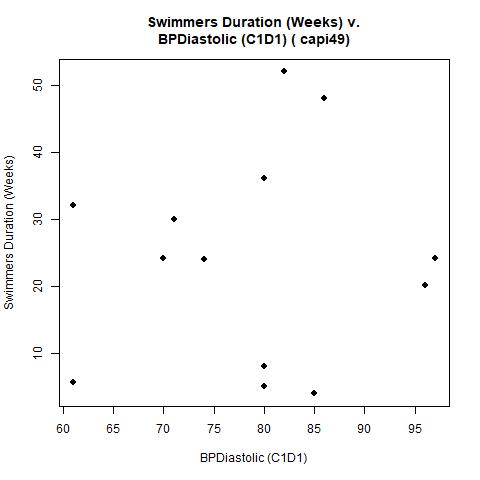 Swimmers Duration (Weeks) v.
BPDiastolic (C1D1) ( capi49)
Swimmers Duration (Weeks)
50
40
30
20
10
60 65 70 75 80 85 90 95
BPDiastolic (C1D1)